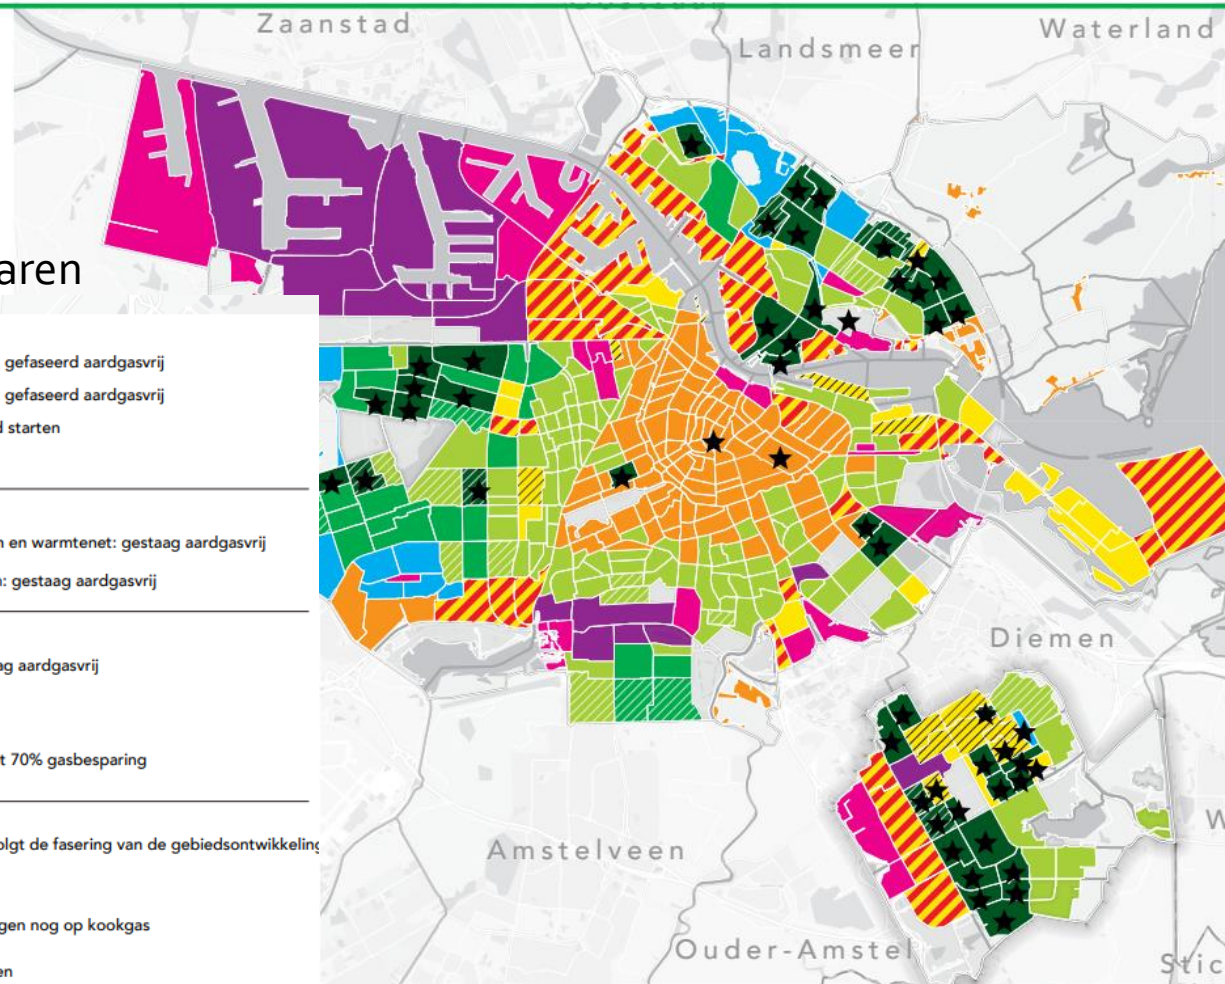 Zaanstad
Landsmeer
Waterland
aren
gefaseerd aardgasvrij
gefaseerd aardgasvrij
d starten
n en warmtenet: gestaag aardgasvrij
n: gestaag aardgasvrij
ag aardgasvrij
t 70% gasbesparing
olgt de fasering van de gebiedsontwikkeling
gen nog op kookgas
en
Diemen
Amstelveen
W
Ouder-Amstel
Stic